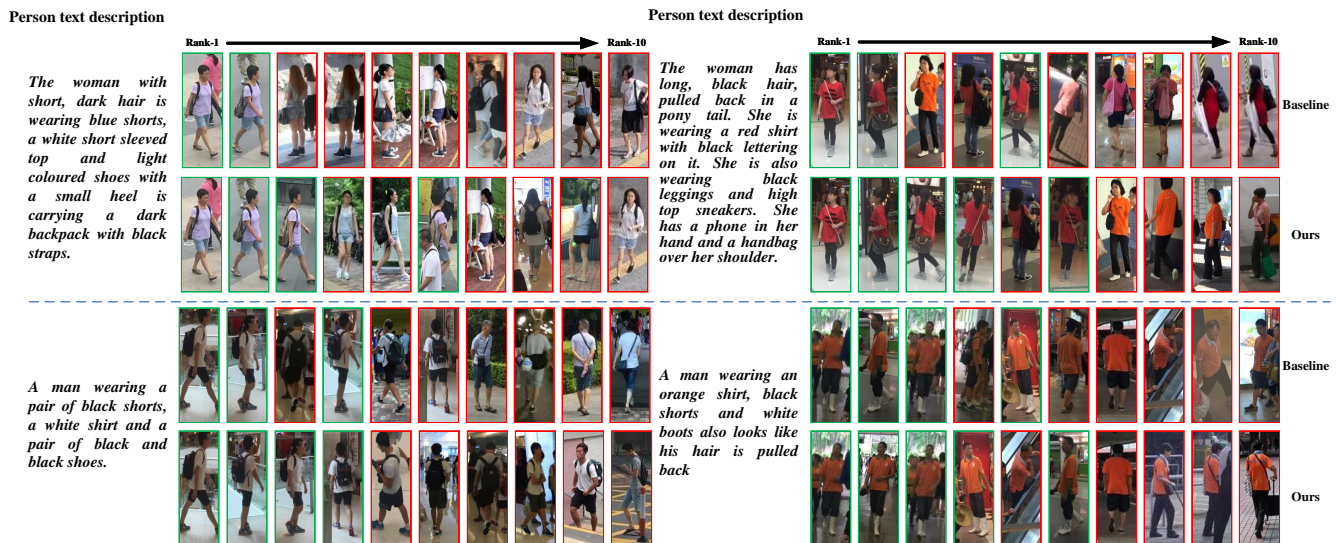 Person text description
Person text description
Rank-1
Rank-10
Rank-1
Rank-10
The woman with
short, dark hair is
wearing blue shorts,
a white short sleeved
top and light
coloured shoes with
a small heel is
carrying a dark
backpack with black
straps.
The woman has
long, black hair,
pulled back in a
pony tail. She is
wearing a red shirt
with black lettering
on it. She is also
wearing black
leggings and high
top sneakers. She
has a phone in her
hand and a handbag
over her shoulder.
Baseline
Ours
A man wearing a
pair of black shorts,
a white shirt and a
pair of black and
black shoes.
A man wearing an
orange shirt, black
shorts and white
boots also looks like
his hair is pulled
back
Baseline
Ours